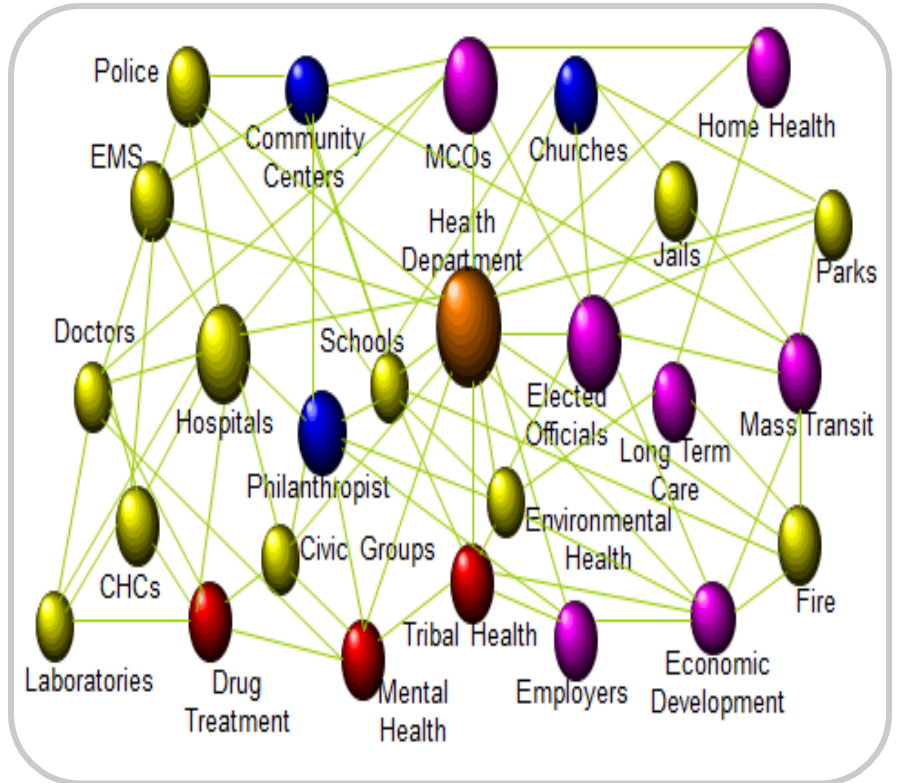 Police
Community
Centers
MCOs
Churches
Home Health
EMS
Health
Department
Jails
Parks
Doctors
Hospitals
Schools
Philanthropist
Elected
Officials
Long Term
Care
Mass Transit
CHCs
Civic Groups
Environmental
Health
Fire
Laboratories
Drug
Treatment
Mental
Health
Tribal Health
Employers
Economic
Development